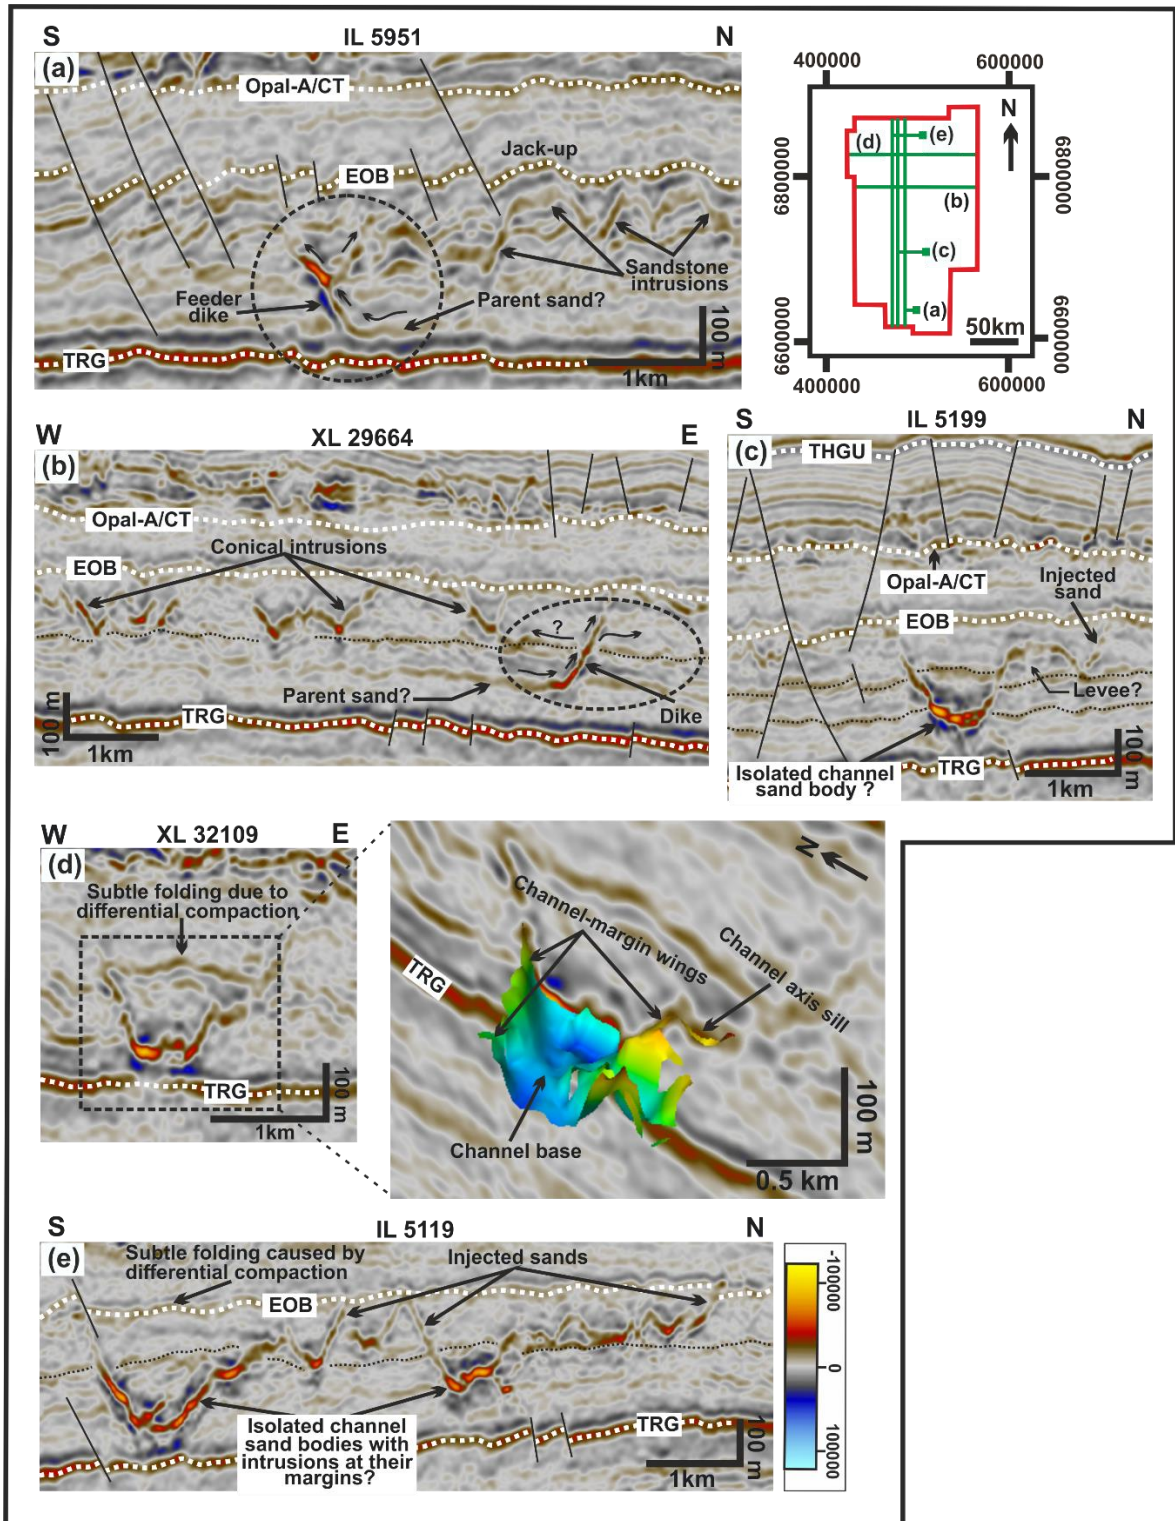 S IL 5951 N
(a)
Opal-A/CT
Jack-up
EOB
Sandstone
intrusions
Feeder
dike
Parent sand?
TRG
100 m
1km
400000 600000
N
(d) (e)
6800000 6800000
(b)
(c)
(a)
6600000 6600000
50km
400000 600000
W XL 29664 E
(b)
Opal-A/CT
Conical intrusions
EOB
?
Parent sand?
Dike
TRG
100 m
1km
S IL 5199 N
(c)
THGU
Opal-A/CT
Injected
sand
EOB
Levee?
Isolated channel
sand body ?
TRG
100 m
1km
W XL 32109 E
(d)
Subtle folding due to
differential compaction
TRG
100 m
1km
N
Channel-margin wings
Channel axis sill
TRG
Channel base
100 m
0.5 km
S IL 5119 N
(e)
Subtle folding caused by
differential compaction
Injected sands
EOB
Isolated channel
sand bodies with
intrusions at their
margins?
TRG
100 m
1km
-100000
0
100000